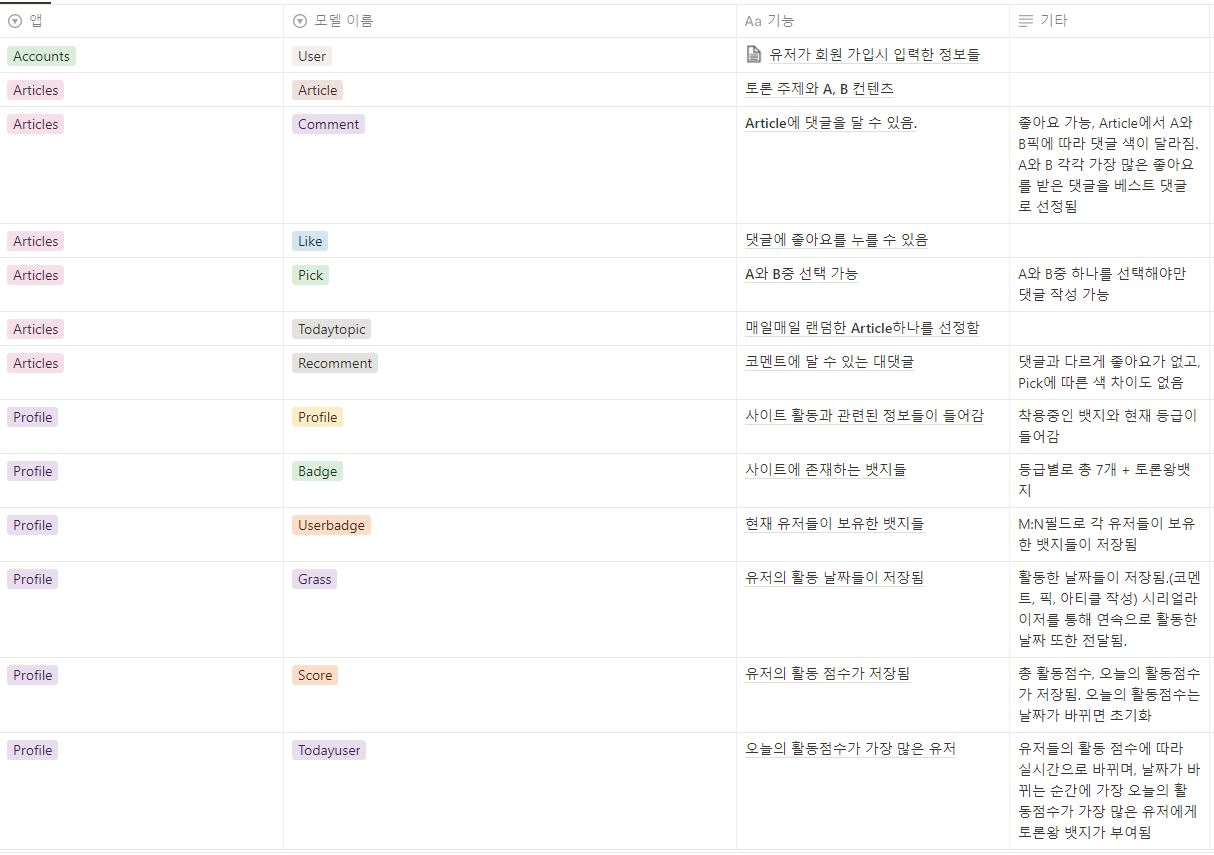 앱 모델 이름 Aa 기능 기타
Accounts User 유저가 회원 가입시 입력한 정보들
Articles Article 토론 주제와 A, B 컨텐츠
Articles Comment Article에 댓글을 달 수 있음. 좋아요 가능, Article에서 A와
B픽에 따라 댓글 색이 달라짐.
A와 B 각각 가장 많은 좋아요
를 받은 댓글을 베스트 댓글
로 선정됨
Articles Like 댓글에 좋아요를 누를 수 있음
Articles Pick A와 B중 선택 가능 A와 B중 하나를 선택해야만
댓글 작성 가능
Articles Todaytopic 매일매일 랜덤한 Article하나를 선정함
Articles Recomment 코멘트에 달 수 있는 대댓글 댓글과 다르게 좋아요가 없고,
Pick에 따른 색 차이도 없음
Profile Profile 사이트 활동과 관련된 정보들이 들어감 착용중인 뱃지와 현재 등급이
들어감
Profile Badge 사이트에 존재하는 뱃지들 등급별로 총 7개 + 토론왕뱃
지
Profile Userbadge 현재 유저들이 보유한 뱃지들 M:N필드로 각 유저들이 보유
한 뱃지들이 저장됨
Profile Grass 유저의 활동 날짜들이 저장됨 활동한 날짜들이 저장됨.(코멘
트, 픽, 아티클 작성) 시리얼라
이저를 통해 연속으로 활동한
날짜 또한 전달됨.
Profile Score 유저의 활동 점수가 저장됨 총 활동점수, 오늘의 활동점수
가 저장됨. 오늘의 활동점수는
날짜가 바뀌면 초기화
Profile Todayuser 오늘의 활동점수가 가장 많은 유저 유저들의 활동 점수에 따라
실시간으로 바뀌며, 날짜가 바
뀌는 순간에 가장 오늘의 활
동점수가 가장 많은 유저에게
토론왕 뱃지가 부여됨